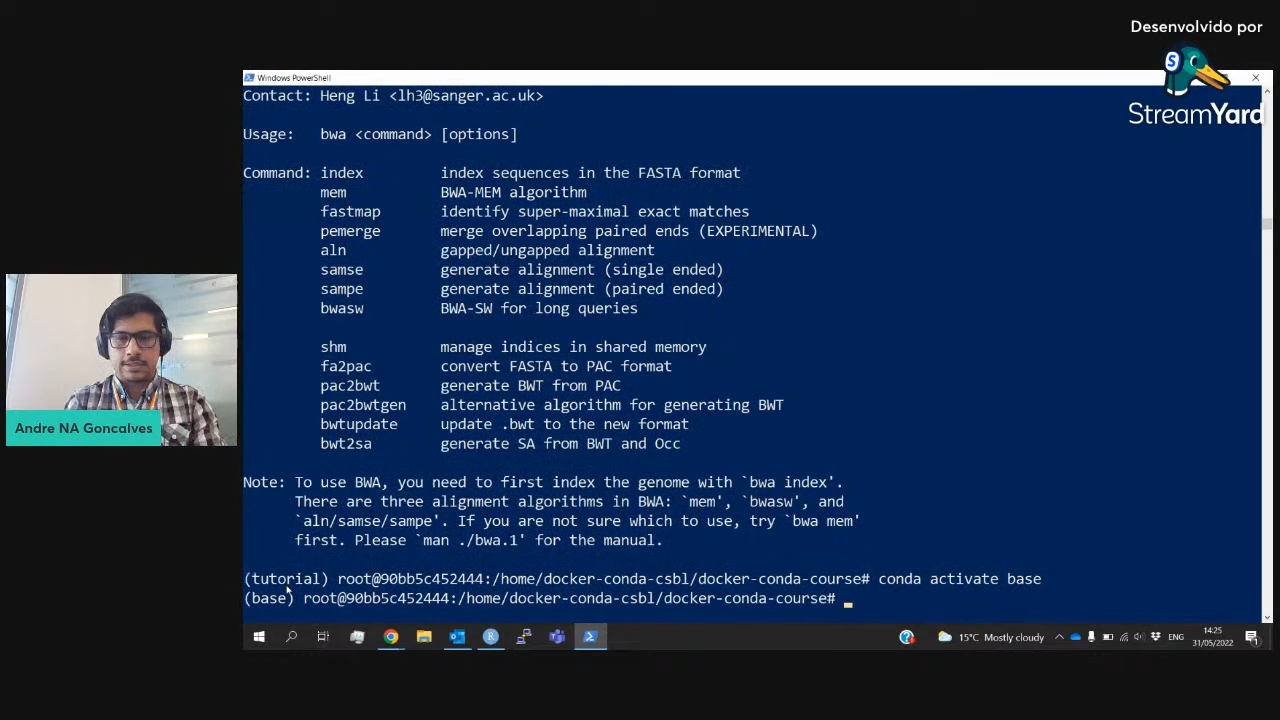 Desenvolvido por
StreamYard
Windows PowerShell
Contact: Heng Li <lh3@sanger.ac.uk>
Usage: bwa <command> [options]
Command: index index sequences in the FASTA format
mem BWA-MEM algorithm
fastmap identify super-maximal exact matches
pemerge merge overlapping paired ends (EXPERIMENTAL)
aln gapped/ungapped alignment
samse generate alignment (single ended)
sampe generate alignment (paired ended)
bwasw BWA-SW for long queries
shm manage indices in shared memory
fa2pac convert FASTA to PAC format
pac2bwt generate BWT from PAC
pac2bwtgen alternative algorithm for generating BWT
bwtupdate update .bwt to the new format
bwt2sa generate SA from BWT and Occ
Note: To use BWA, you need to first index the genome with `bwa index'.
There are three alignment algorithms in BWA: `mem', `bwasw', and
`aln/samse/sampe'. If you are not sure which to use, try `bwa mem'
first. Please `man ./bwa.1' for the manual.
(tutorial) root@90bb5c452444:/home/docker-conda-csbl/docker-conda-course# conda activate base
(base) root@90bb5c452444:/home/docker-conda-csbl/docker-conda-course#
Andre NA Goncalves
15°C Mostly cloudy
ENG
14:25
31/05/2022